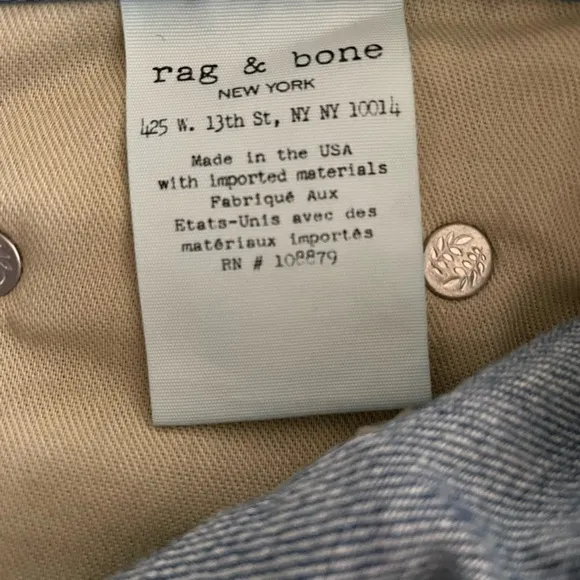 rag & bone
NEW YORK
425 W. 13th St, NY NY 10014
Made in the USA
with imported materials
Fabriqué Aux
Etats-Unis avec des
matériaux importés
RN # 108879